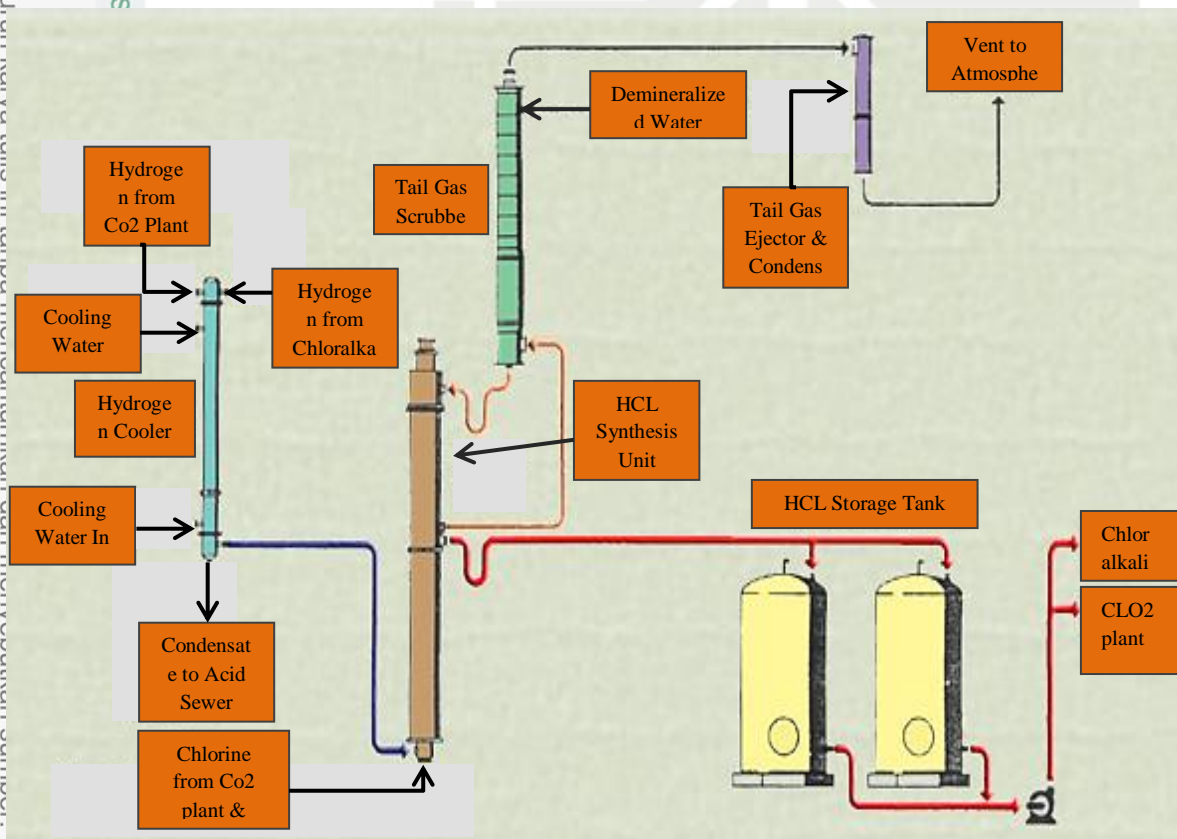 Vent to
Atmosphe
Demineralize
d Water
Hydroge
n from
Co2 Plant
Tail Gas
Scrubbe
Tail Gas
Ejector &
Condens
Cooling
Water
Hydroge
n from
Chloralka
Hydroge
n Cooler
HCL
Synthesis
Unit
Cooling
Water In
HCL Storage Tank
Chlor
alkali
CLO2
plant
Condensat
e to Acid
Sewer
Chlorine
from Co2
plant &